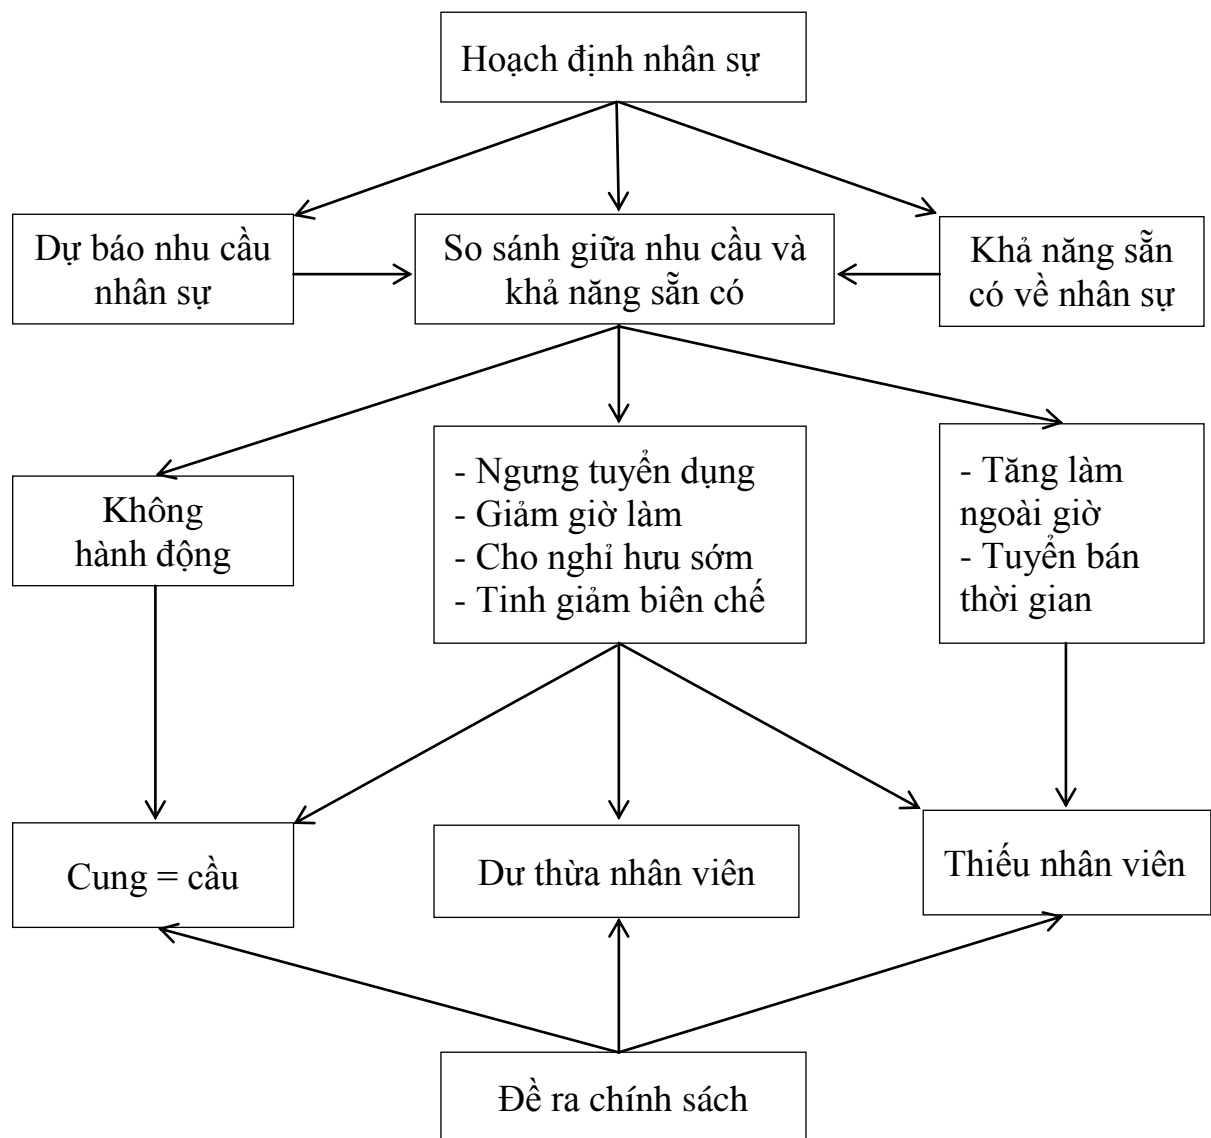 Hoạch định nhân sự
Dự báo nhu cầu
nhân sự
So sánh giữa nhu cầu và
khả năng sẵn có
Khả năng sẵn
có về nhân sự
Không
hành động
- Ngưng tuyển dụng
- Giảm giờ làm
- Cho nghỉ hưu sớm
- Tinh giảm biên chế
- Tăng làm
ngoài giờ
- Tuyển bán
thời gian
Cung = cầu
Dư thừa nhân viên
Thiếu nhân viên
Đề ra chính sách